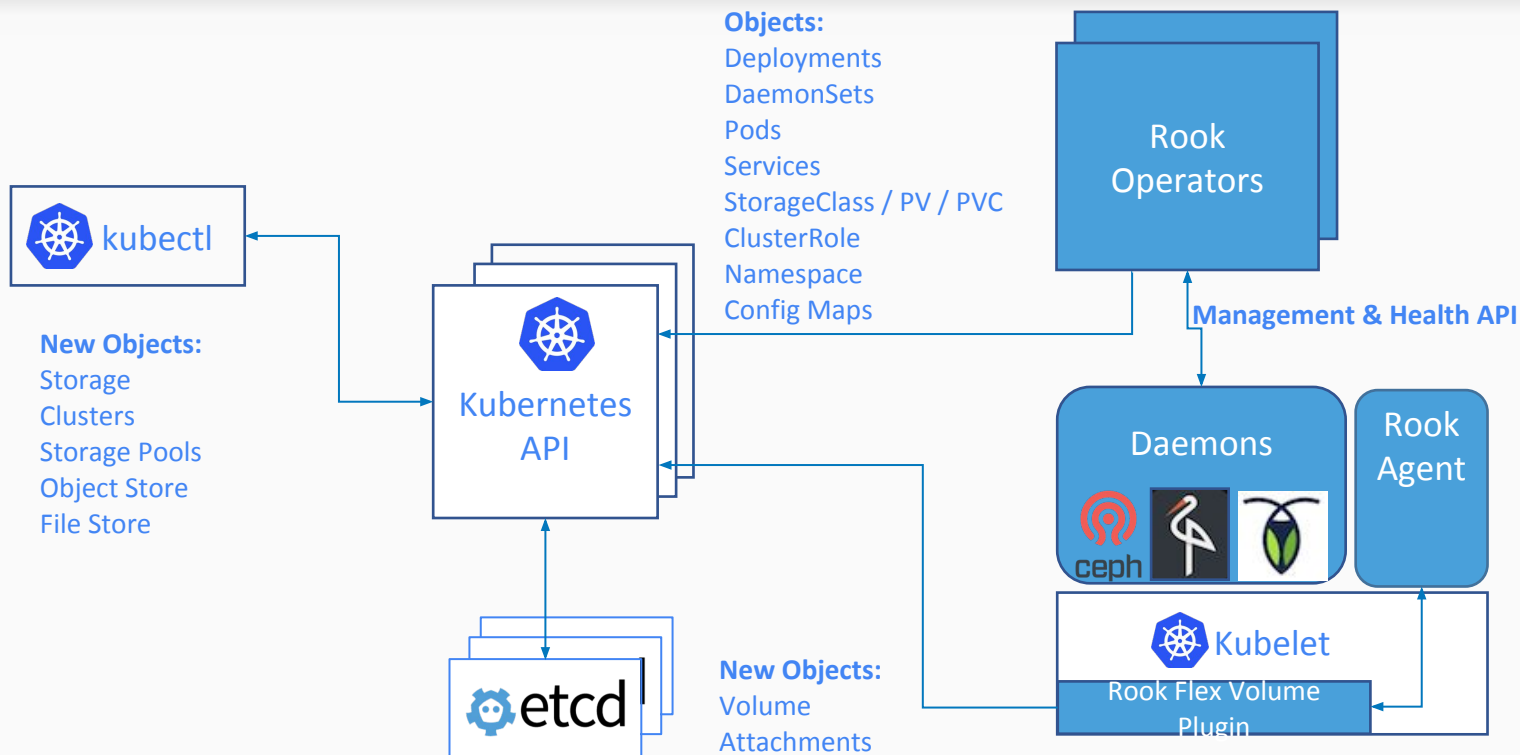 Objects:
Deployments
DaemonSets
Pods
Services
StorageClass / PV / PVC
ClusterRole
Namespace
Config Maps
Rook
Operators
kubectl
Management & Health API
New Objects:
Storage
Clusters
Storage Pools
Object Store
File Store
Kubernetes
API
Daemons
ceph
Rook
Agent
Kubelet
Rook Flex Volume
Plugin
etcd
New Objects:
Volume
Attachments